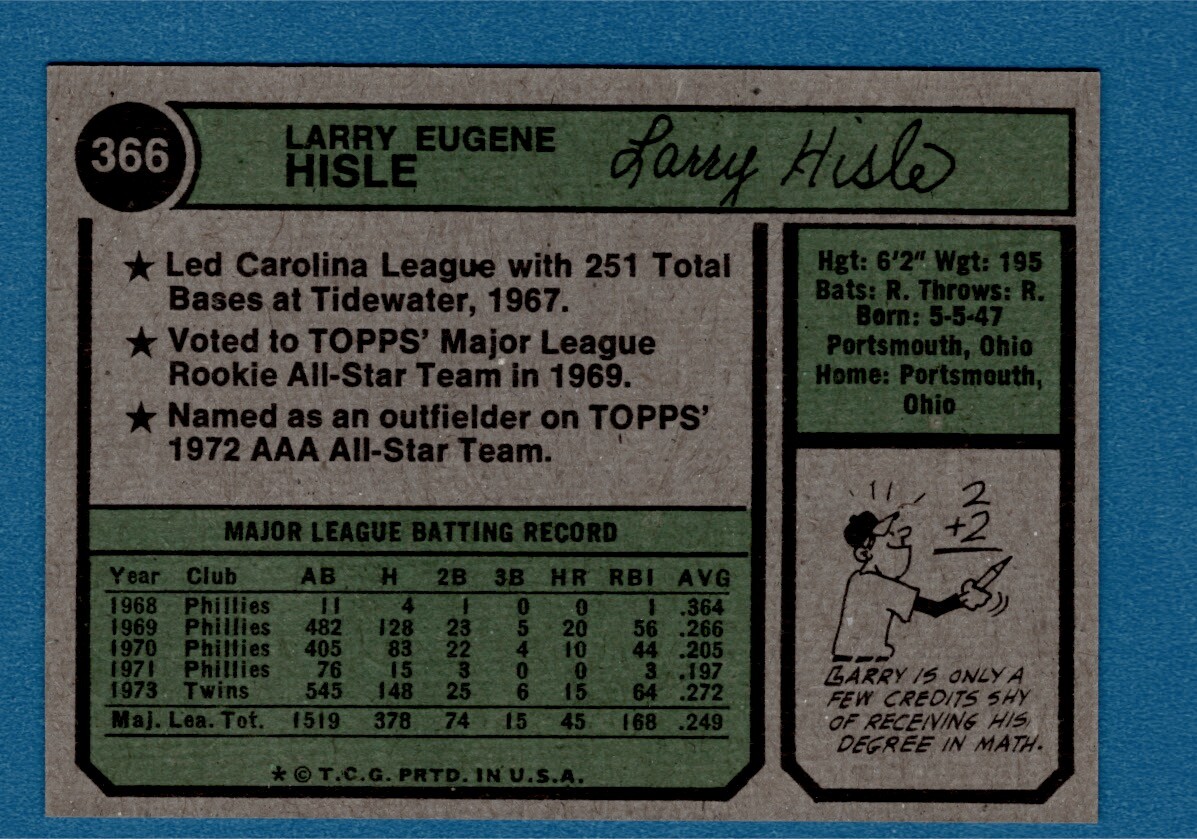 366
LARRY EUGENE
HISLE
Larry Hisle
★ Led Carolina League with 251 Total
Bases at Tidewater, 1967.
★ Voted to TOPPS' Major League
Rookie All-Star Team in 1969.
★ Named as an outfielder on TOPPS'
1972 AAA All-Star Team.
MAJOR LEAGUE BATTING RECORD
Year Club AB H 2B 3B HR RBI AVG
1968 Phillies 11 4 1 0 0 1 .364
1969 Phillies 482 128 23 5 20 56 .266
1970 Phillies 405 83 22 4 10 44 .205
1971 Phillies 76 15 3 0 0 3 .197
1973 Twins 545 148 25 6 15 64 .272
Maj. Lea. Tot. 1519 378 74 15 45 168 .249
* © T.C.G. PRTD. IN U.S.A.
Hgt: 6'2" Wgt: 195
Bats: R. Throws: R.
Born: 5-5-47
Portsmouth, Ohio
Home: Portsmouth,
Ohio
2
+2
LARRY IS ONLY A
FEW CREDITS SHY
OF RECEIVING HIS
DEGREE IN MATH.